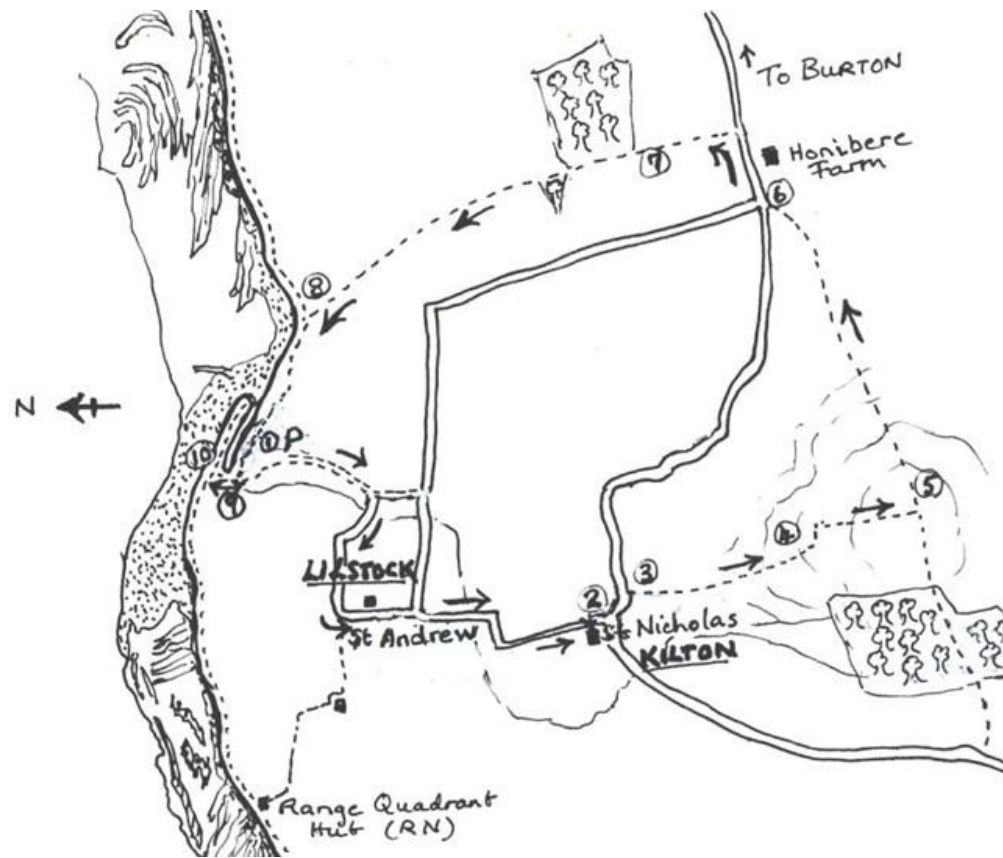 To BURTON
Honibere
Farm
7
6
8
N
1 P
10
9
5
4
LILSTOCK
3
2
St Andrew
St Nicholas
KILTON
Range Quadrant
Hut (RN)